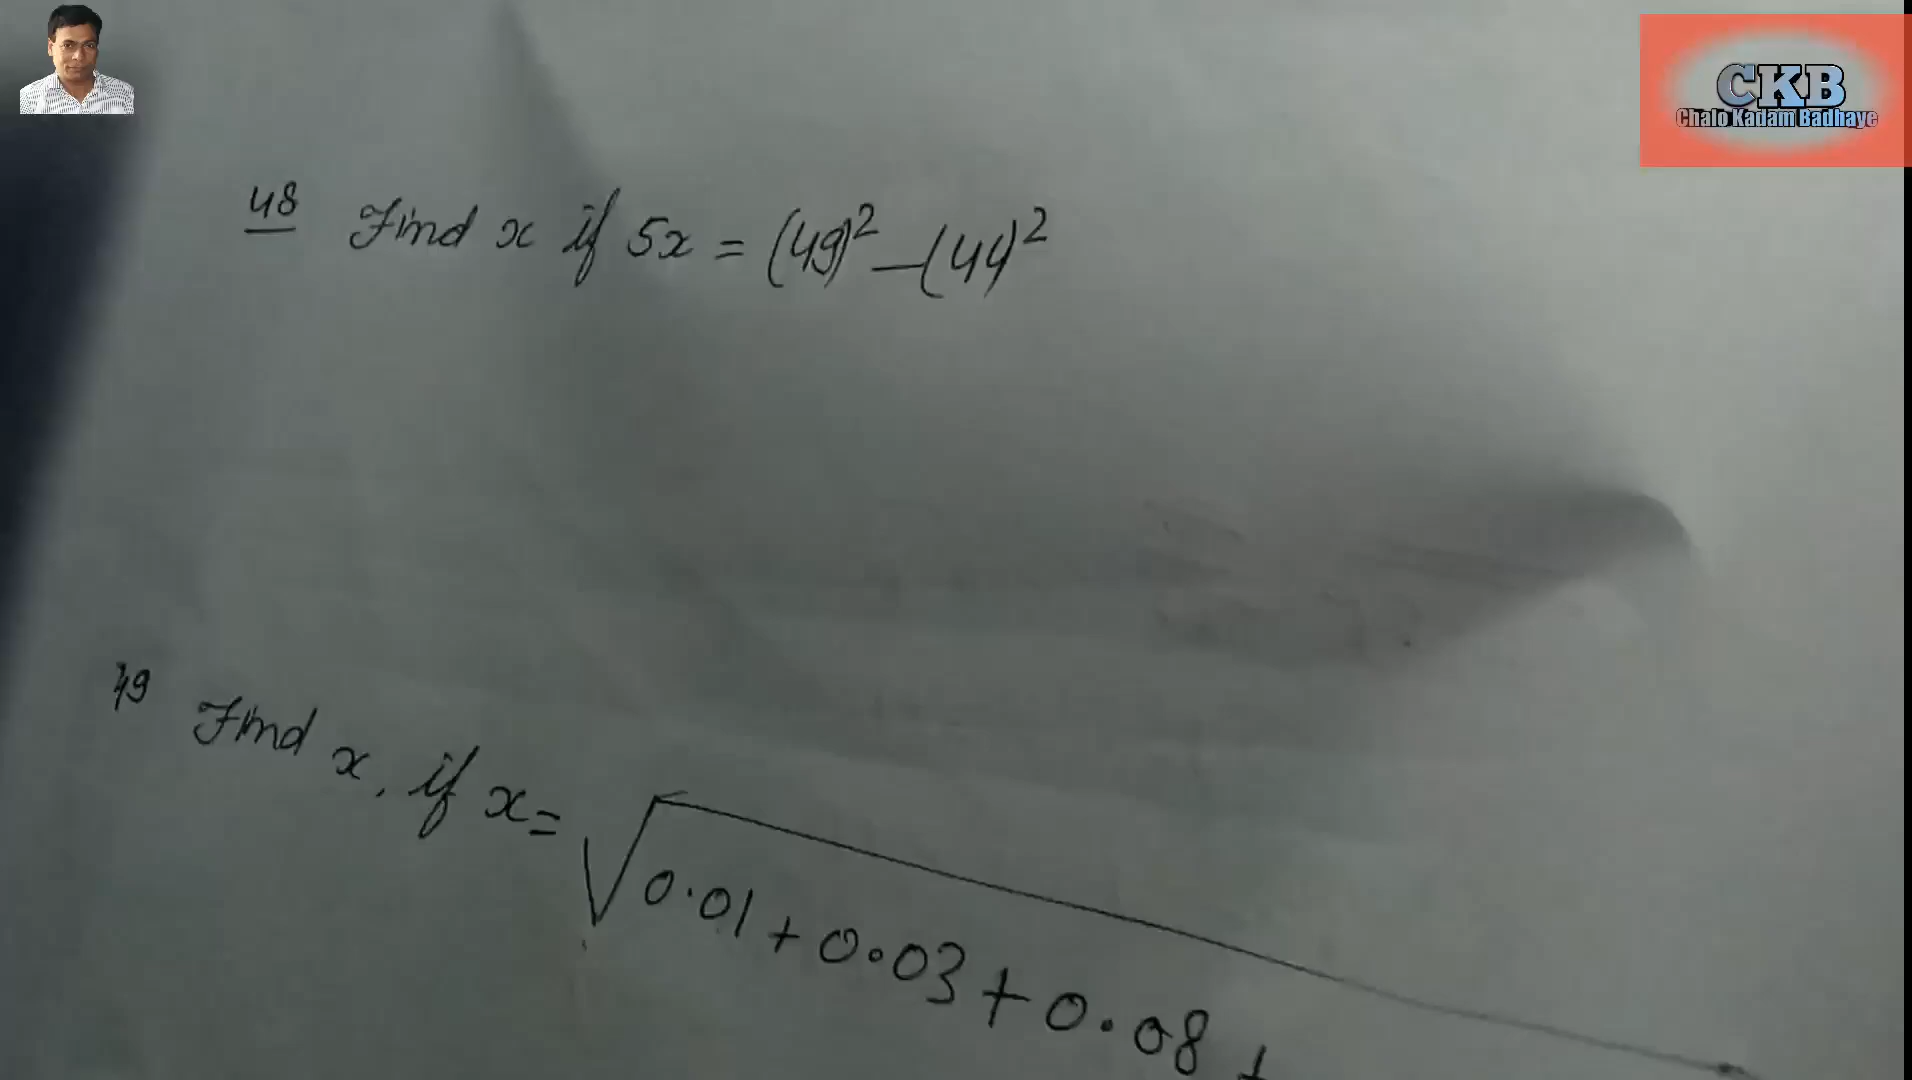 CKB
Chalo Kadam Badhaye
48 Find x if 5x = (49)² – (44)²
49 Find x, if x = √0.01 + 0.03 + 0.08 +